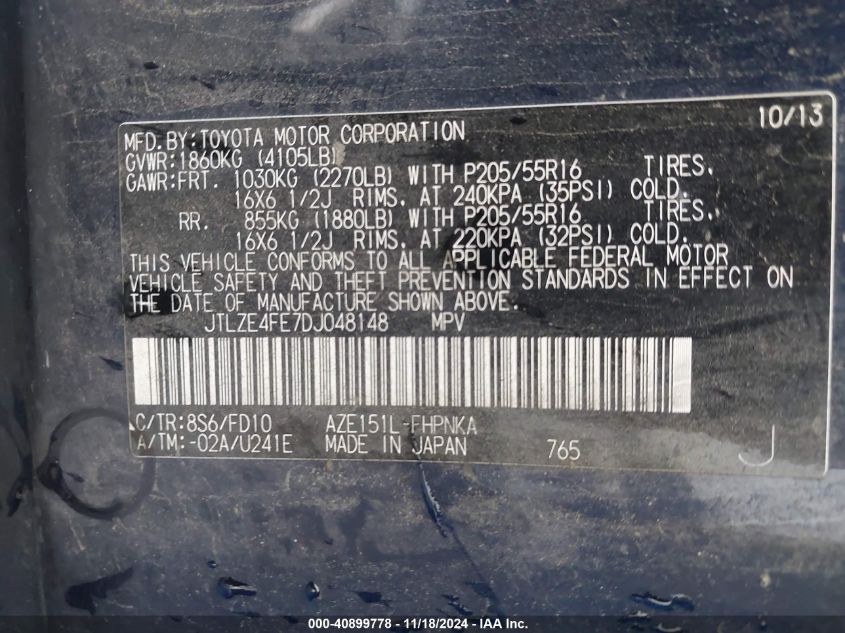 10/13
MFD.BY:TOYOTA MOTOR CORPORATION
GVWR:1860KG (4105LB)
GAWR:FRT. 1030KG (2270LB) WITH P205/55R16 TIRES.
16X6 1/2J RIMS. AT 240KPA (35PSI) COLD.
RR. 855KG (1880LB) WITH P205/55R16 TIRES.
16X6 1/2J RIMS. AT 220KPA (32PSI) COLD.
THIS VEHICLE CONFORMS TO ALL APPLICABLE FEDERAL MOTOR
VEHICLE SAFETY AND THEFT PREVENTION STANDARDS IN EFFECT ON
THE DATE OF MANUFACTURE SHOWN ABOVE.
JTLZE4FE7DJ048148 MPV
C/TR:8S6/FD10 AZE151L-FHPNKA
A/TM:-02A/U241E MADE IN JAPAN 765 J
000-40899778 - 11/18/2024 - IAA Inc.